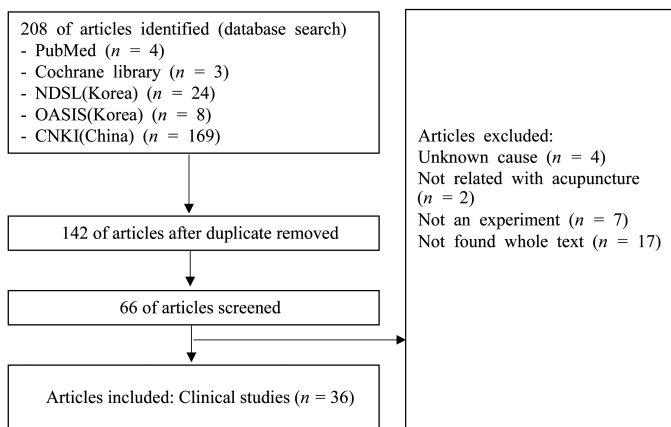 208 of articles identified (database search)
- PubMed (n = 4)
- Cochrane library (n = 3)
- NDSL(Korea) (n = 24)
- OASIS(Korea) (n = 8)
- CNKI(China) (n = 169)
142 of articles after duplicate removed
66 of articles screened
Articles excluded:
Unknown cause (n = 4)
Not related with acupuncture
(n = 2)
Not an experiment (n = 7)
Not found whole text (n = 17)
Articles included: Clinical studies (n = 36)